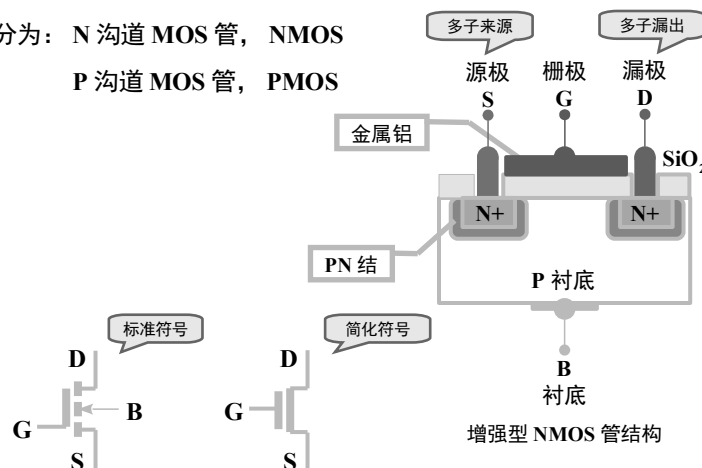 分为： N 沟道 MOS 管， NMOS
P 沟道 MOS 管， PMOS
多子来源
多子漏出
源极
栅极
漏极
S
G
D
金属铝
SiO₂
N+
N+
PN 结
P 衬底
B
衬底
增强型 NMOS 管结构
标准符号
D
G
B
S
简化符号
D
G
S